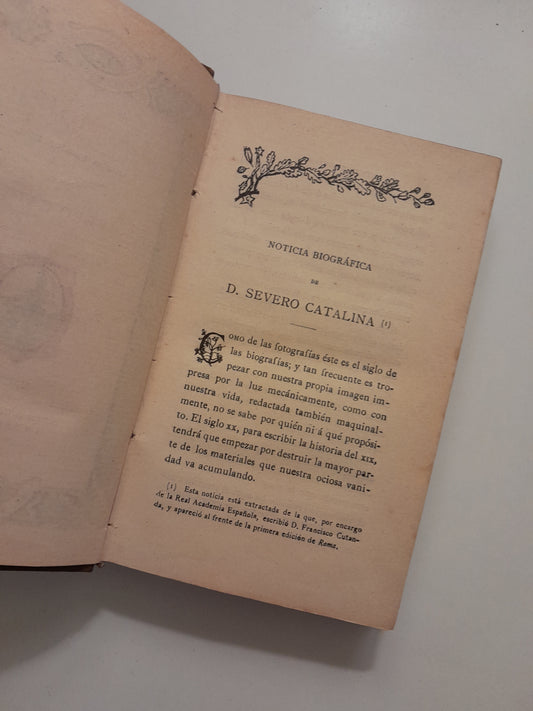 NOTICIA BIOGRÁFICA
DE
D. SEVERO CATALINA (1)
COMO de las fotografías éste es el siglo de
las biografías; y tan frecuente es tro-
pezar con nuestra propia imagen im-
presa por la luz mecánicamente, como con
nuestra vida, redactada también maquinal-
mente, no se sabe por quién ni á qué propósi-
to. El siglo XX, para escribir la historia del XIX,
tendrá que empezar por destruir la mayor par-
te de los materiales que nuestra ociosa vani-
dad va acumulando.
(1) Esta noticia está extractada de la que, por encargo
de la Real Academia Española, escribió D. Francisco Cutan-
da, y apareció al frente de la primera edición de Roma.